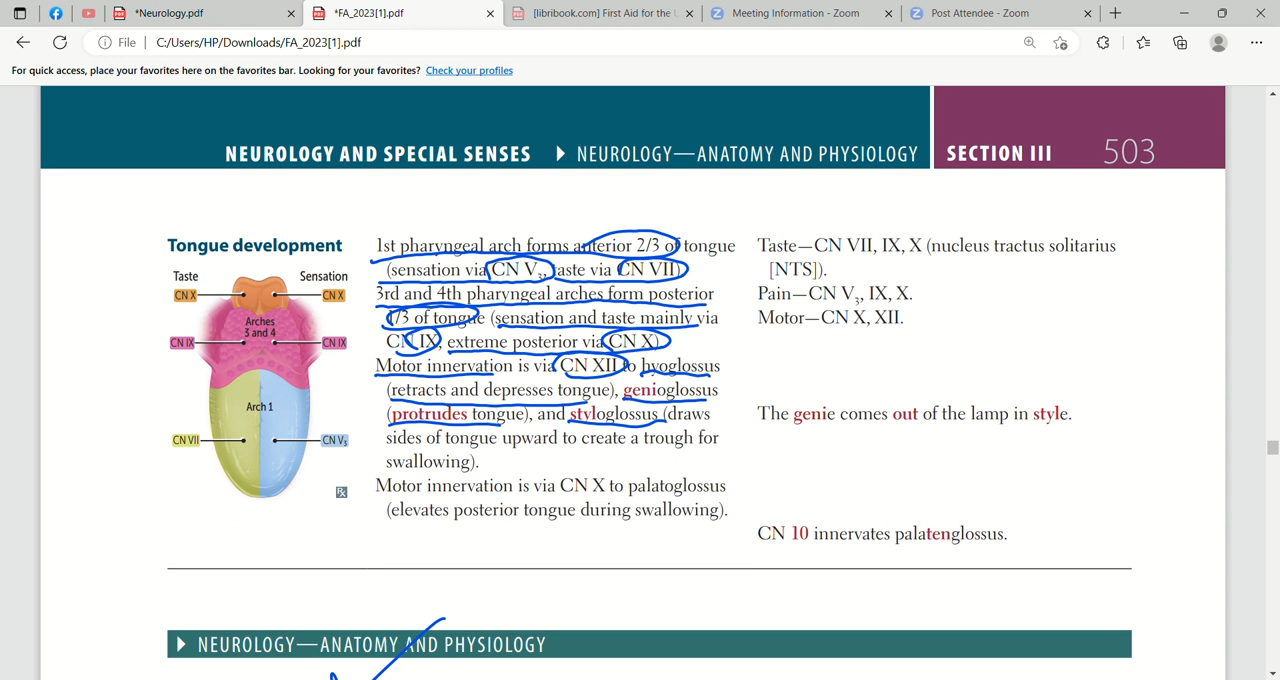 *Neurology.pdf
*FA_2023[1].pdf
[libribook.com] First Aid for the U
Meeting Information - Zoom
Post Attendee - Zoom
File
C:/Users/HP/Downloads/FA_2023[1].pdf
For quick access, place your favorites here on the favorites bar. Looking for your favorites? Check your profiles
NEUROLOGY AND SPECIAL SENSES ▶ NEUROLOGY—ANATOMY AND PHYSIOLOGY
SECTION III 503
Tongue development
Taste
Sensation
CN X
CN X
Arches
3 and 4
CN IX
CN IX
Arch 1
CN VII
CN V3
Rx
1st pharyngeal arch forms anterior 2/3 of tongue
(sensation via CN V3, taste via CN VII).
3rd and 4th pharyngeal arches form posterior
1/3 of tongue (sensation and taste mainly via
CN IX, extreme posterior via CN X).
Motor innervation is via CN XII to hyoglossus
(retracts and depresses tongue), genioglossus
(protrudes tongue), and styloglossus (draws
sides of tongue upward to create a trough for
swallowing).
Motor innervation is via CN X to palatoglossus
(elevates posterior tongue during swallowing).
Taste—CN VII, IX, X (nucleus tractus solitarius
[NTS]).
Pain—CN V3, IX, X.
Motor—CN X, XII.
The genie comes out of the lamp in style.
CN 10 innervates palatenglossus.
▶ NEUROLOGY—ANATOMY AND PHYSIOLOGY